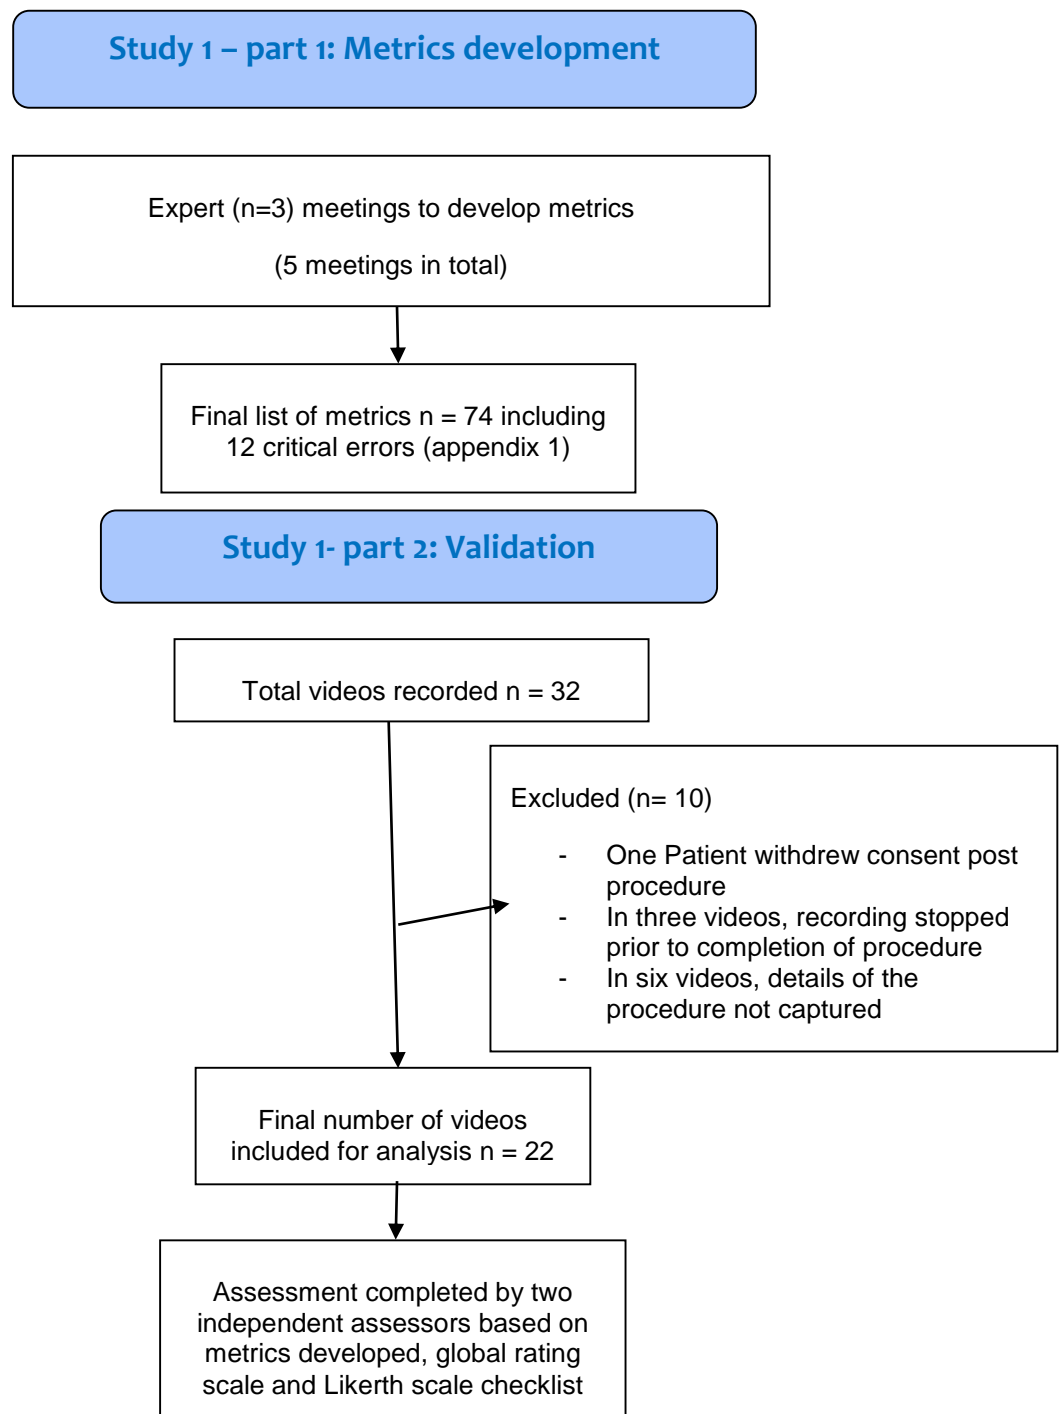 Study 1 – part 1: Metrics development
Expert (n=3) meetings to develop metrics
(5 meetings in total)
Final list of metrics n = 74 including
12 critical errors (appendix 1)
Study 1- part 2: Validation
Total videos recorded n = 32
Excluded (n= 10)
- One Patient withdrew consent post
procedure
- In three videos, recording stopped
prior to completion of procedure
- In six videos, details of the
procedure not captured
Final number of videos
included for analysis n = 22
Assessment completed by two
independent assessors based on
metrics developed, global rating
scale and Likerth scale checklist